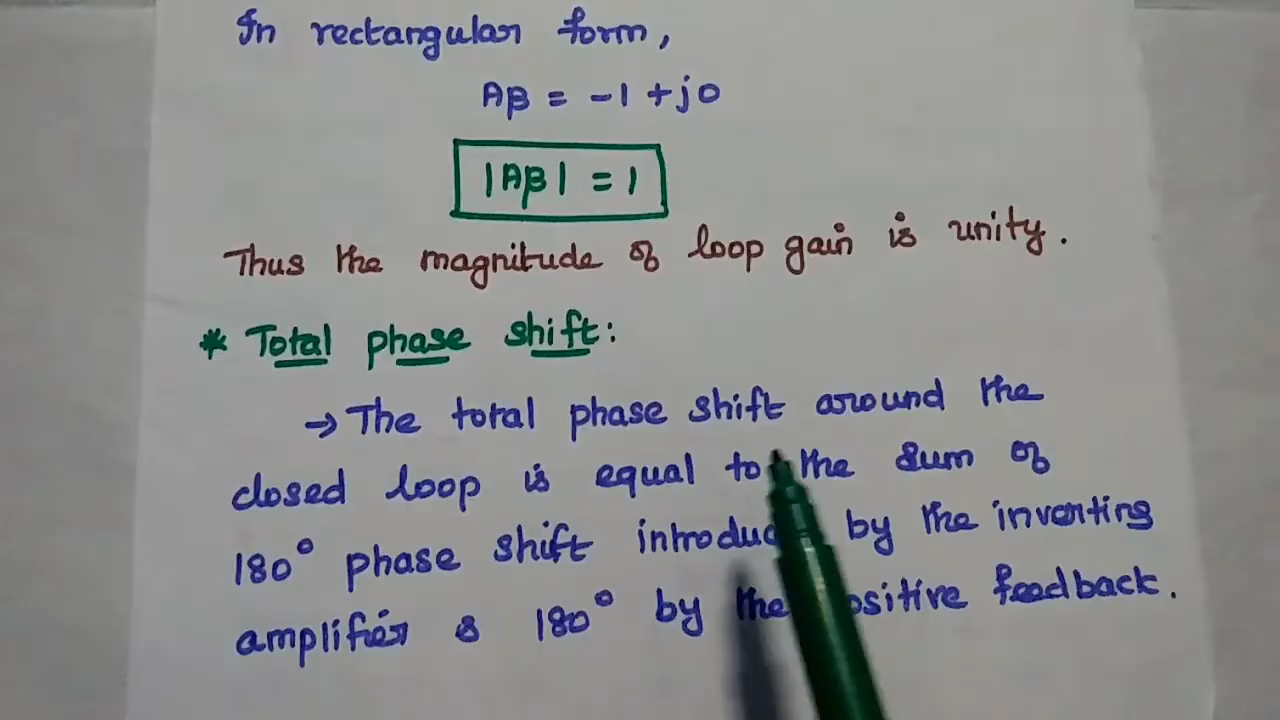 In rectangular form,
Aβ = -1 + j0
|Aβ| = 1
Thus the magnitude of loop gain is unity.
* Total phase shift:
→ The total phase shift around the
closed loop is equal to the sum of
180° phase shift by the inverting
amplifier & 180° by the feedback.